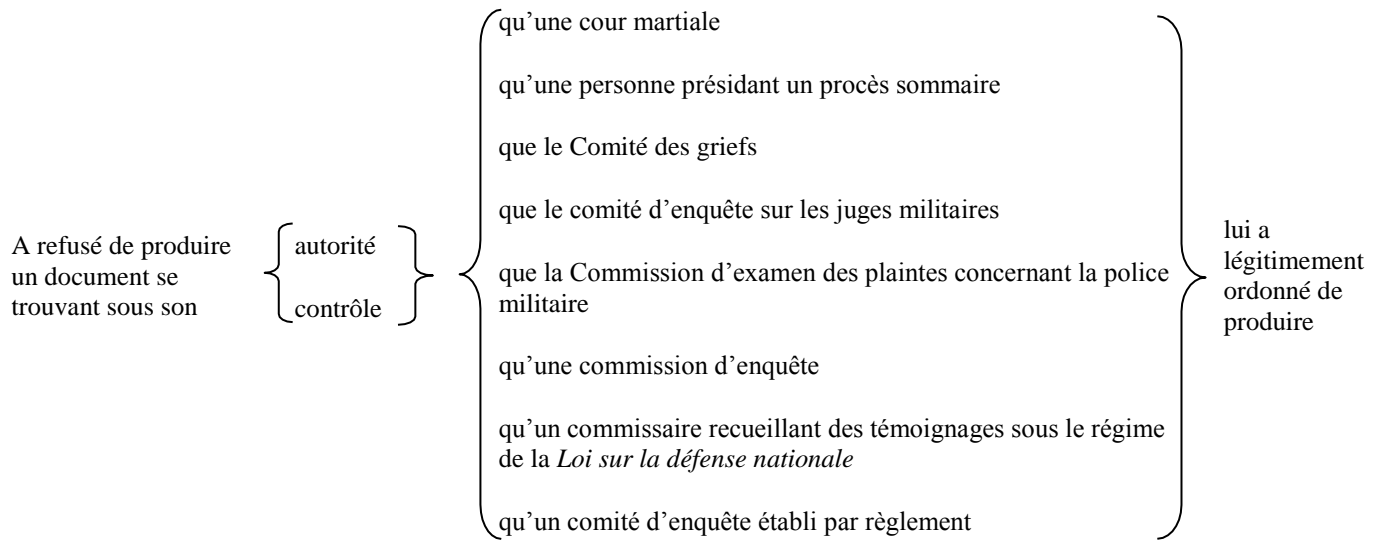 A refusé de produire
un document se
trouvant sous son
autorité
contrôle
qu’une cour martiale
qu’une personne présidant un procès sommaire
que le Comité des griefs
que le comité d’enquête sur les juges militaires
que la Commission d’examen des plaintes concernant la police
militaire
qu’une commission d’enquête
qu’un commissaire recueillant des témoignages sous le régime
de la Loi sur la défense nationale
qu’un comité d’enquête établi par règlement
lui a
légitimement
ordonné de
produire